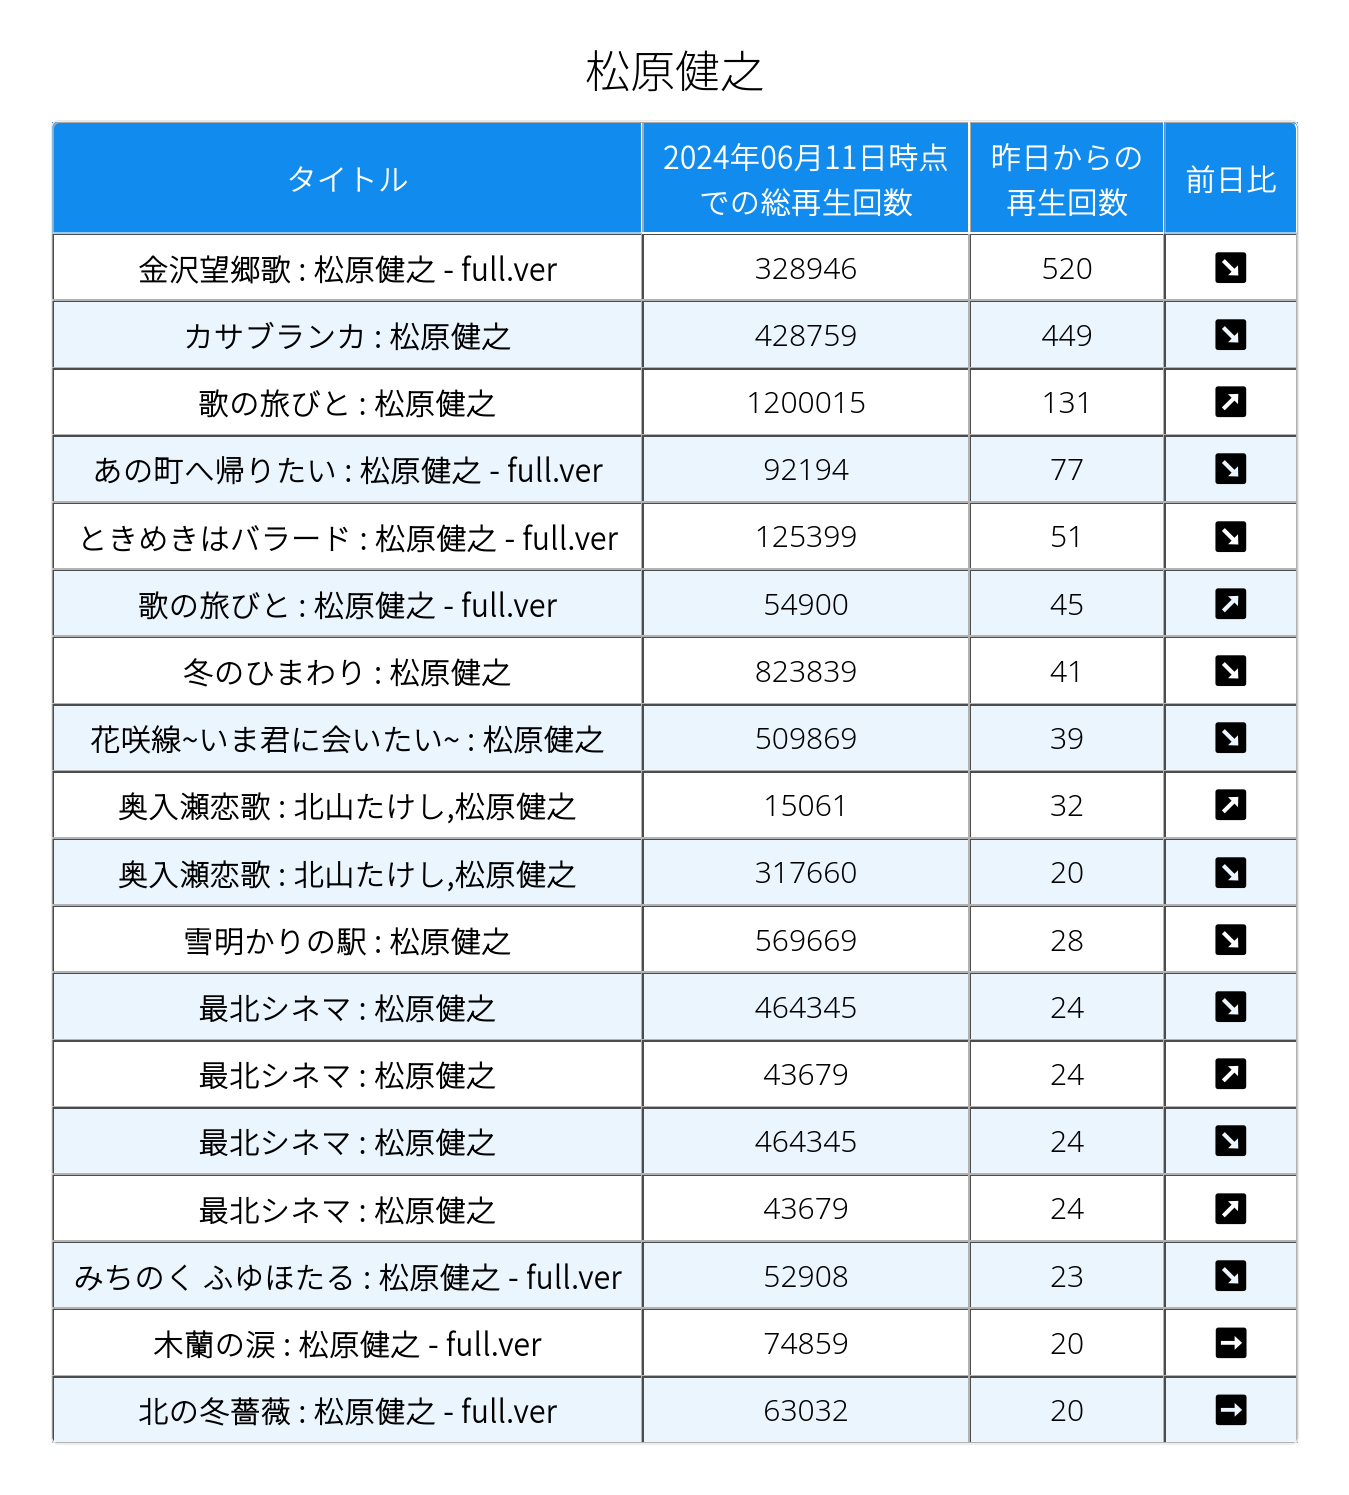 松原健之
タイトル 2024年06月11日時点での総再生回数 昨日からの再生回数 前日比
金沢望郷歌 : 松原健之 - full.ver 328946 520 ↘
カサブランカ : 松原健之 428759 449 ↘
歌の旅びと : 松原健之 1200015 131 ↗
あの町へ帰りたい : 松原健之 - full.ver 92194 77 ↘
ときめきはバラード : 松原健之 - full.ver 125399 51 ↘
歌の旅びと : 松原健之 - full.ver 54900 45 ↗
冬のひまわり : 松原健之 823839 41 ↘
花咲線~いま君に会いたい~ : 松原健之 509869 39 ↘
奥入瀬恋歌 : 北山たけし,松原健之 15061 32 ↗
奥入瀬恋歌 : 北山たけし,松原健之 317660 20 ↘
雪明かりの駅 : 松原健之 569669 28 ↘
最北シネマ : 松原健之 464345 24 ↘
最北シネマ : 松原健之 43679 24 ↗
最北シネマ : 松原健之 464345 24 ↘
最北シネマ : 松原健之 43679 24 ↗
みちのく ふゆほたる : 松原健之 - full.ver 52908 23 ↘
木蘭の涙 : 松原健之 - full.ver 74859 20 →
北の冬薔薇 : 松原健之 - full.ver 63032 20 →